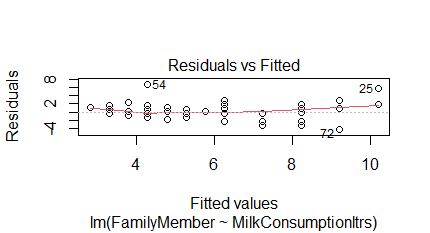 Residuals vs Fitted
Residuals
8
2
-4
54
25
72
4
6
8
10
Fitted values
lm(FamilyMember ~ MilkConsumptionltrs)